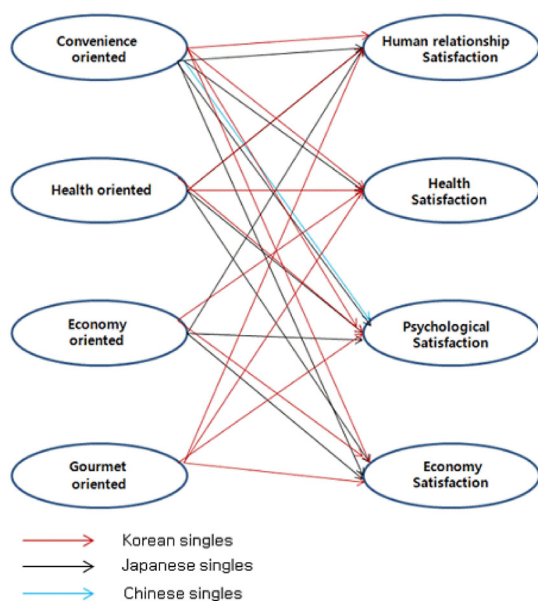 Convenience
oriented
Human relationship
Satisfaction
Health oriented
Health
Satisfaction
Economy
oriented
Psychological
Satisfaction
Gourmet
oriented
Economy
Satisfaction
Korean singles
Japanese singles
Chinese singles